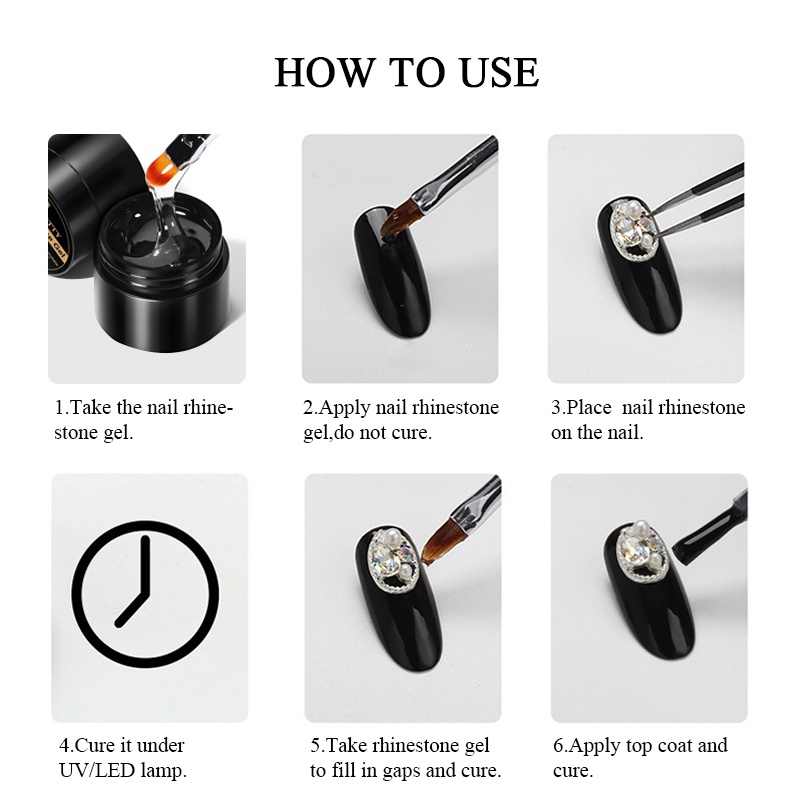 HOW TO USE
1.Take the nail rhine-
stone gel.
2.Apply nail rhinestone
gel,do not cure.
3.Place  nail rhinestone
on the nail.
4.Cure it under
UV/LED lamp.
5.Take rhinestone gel
to fill in gaps and cure.
6.Apply top coat and
cure.